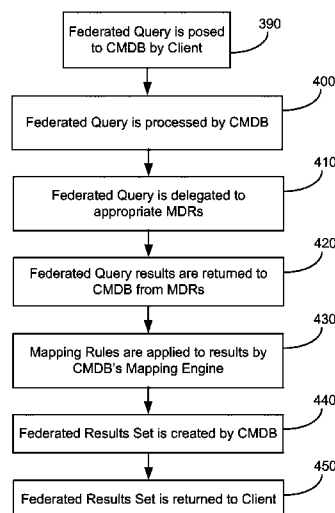 Federated Query is posed
to CMDB by Client
390
400
Federated Query is processed by CMDB
410
Federated Query is delegated to
appropriate MDRs
420
Federated Query results are returned to
CMDB from MDRs
430
Mapping Rules are applied to results by
CMDB's Mapping Engine
440
Federated Results Set is created by CMDB
450
Federated Results Set is returned to Client